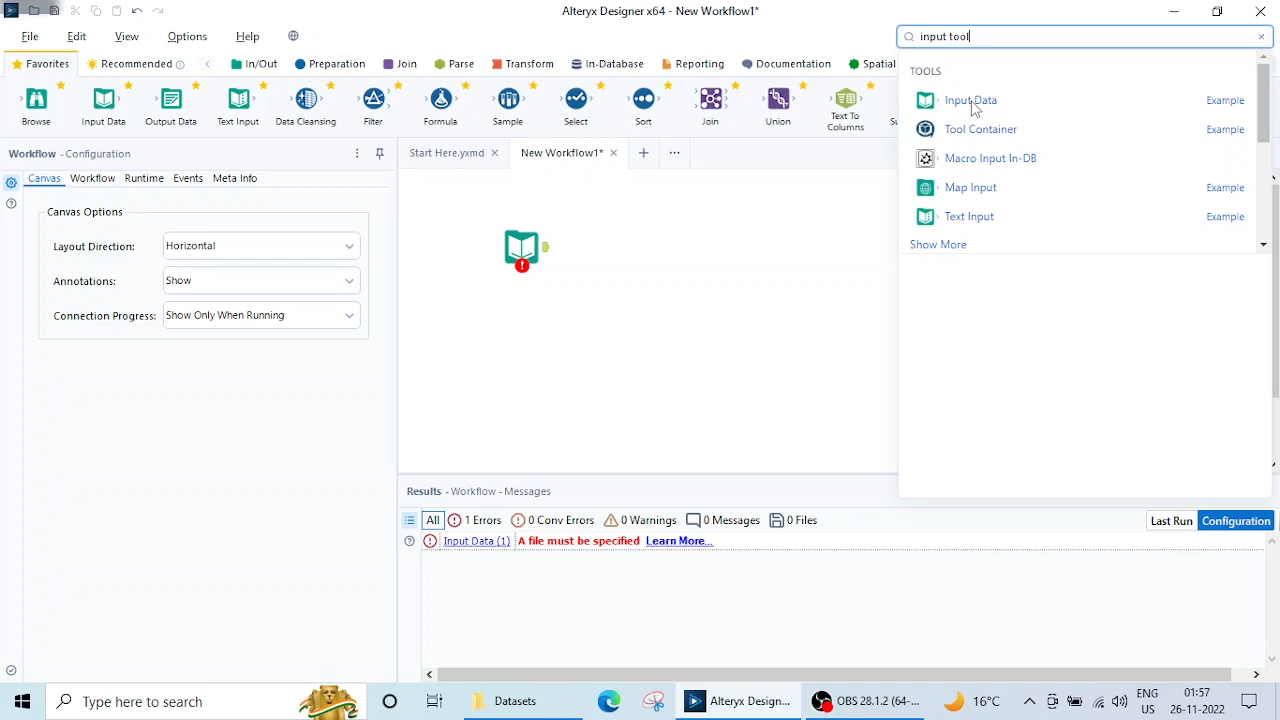 Alteryx Designer x64 - New Workflow1*
File Edit View Options Help
input tool
Favorites Recommended In/Out Preparation Join Parse Transform In-Database Reporting Documentation Spatial
Browse Input Data Output Data Text Input Data Cleansing Filter Formula Sample Select Sort Join Union Text To Columns
TOOLS
Input Data Example
Tool Container Example
Macro Input In-DB
Map Input Example
Text Input Example
Show More
Workflow - Configuration
Start Here.yxmd New Workflow1*
Canvas Workflow Runtime Events Meta Info
Canvas Options
Layout Direction: Horizontal
Annotations: Show
Connection Progress: Show Only When Running
Results - Workflow - Messages
All 1 Errors 0 Conv Errors 0 Warnings 0 Messages 0 Files Last Run Configuration
Input Data (1) A file must be specified Learn More...
Type here to search Datasets Alteryx Design... OBS 28.1.2 (64-... 16°C ENG US 01:57 26-11-2022